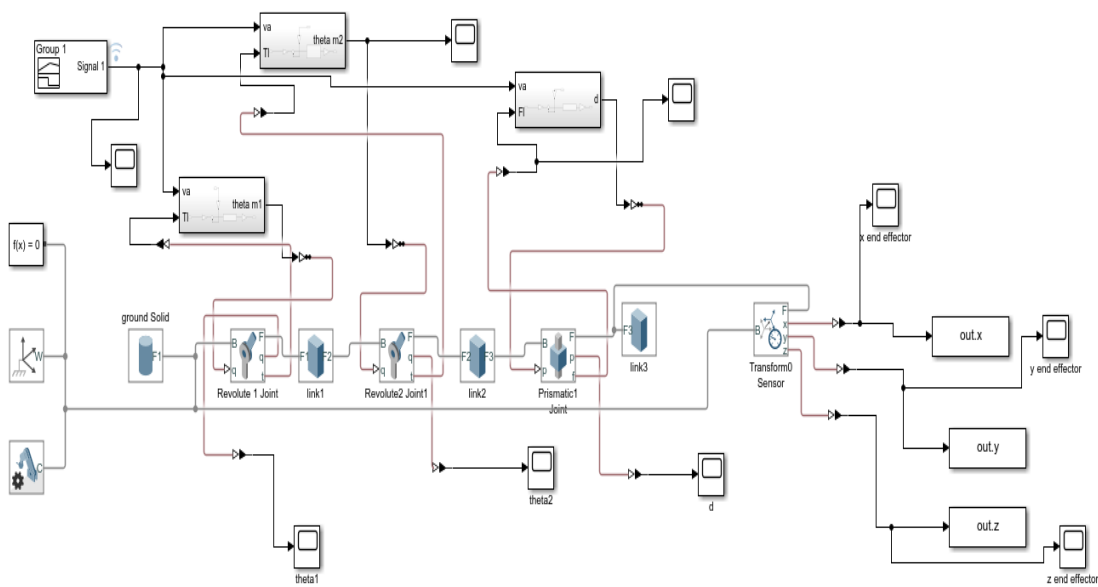 Group 1
Signal 1
va
Tl
theta m2
va
Fl
d
va
Tl
theta m1
f(x) = 0
W
C
ground Solid
F1
B
q
F
q
t
Revolute 1 Joint
F1
F2
link1
B
q
F
q
t
Revolute2 Joint1
F2
F3
link2
B
p
F
p
f
Prismatic1
Joint
F3
link3
B
F
x
y
z
Transform0
Sensor
x end effector
out.x
y end effector
out.y
out.z
z end effector
theta1
theta2
d